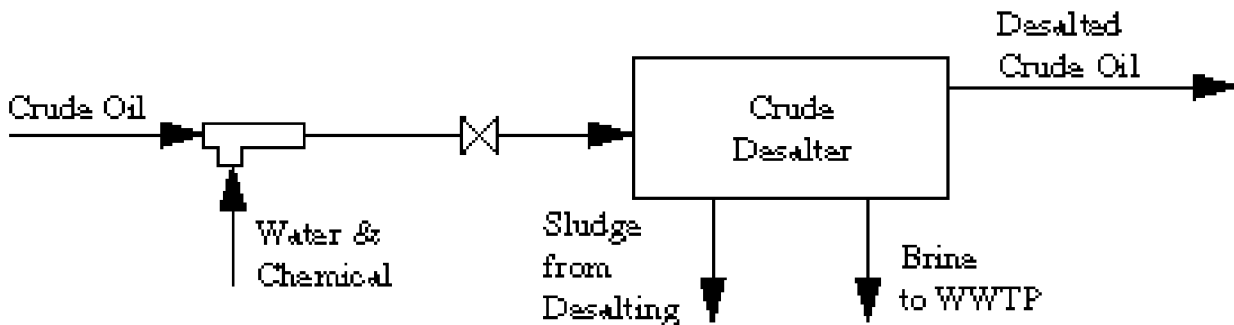 Desalted
Crude Oil
Crude Oil
Crude
Desalter
Water &
Chemical
Sludge
from
Desalting
Brine
to WWTP